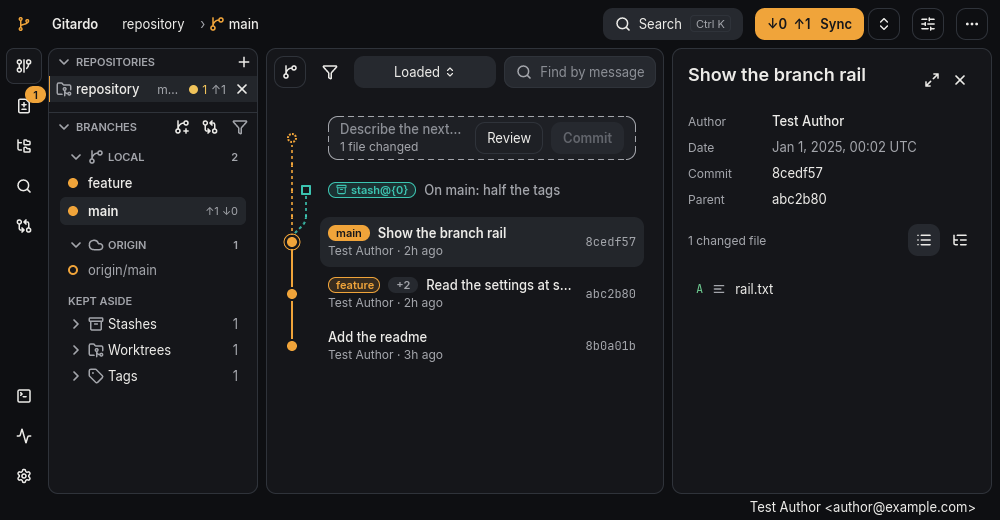 Gitardo repository › main Search Ctrl K ↓0 ↑1 Sync
1
REPOSITORIES
repository m... 1 ↑1
BRANCHES
LOCAL 2
feature
main ↑1 ↓0
ORIGIN 1
origin/main
KEPT ASIDE
Stashes 1
Worktrees 1
Tags 1
Loaded Find by message
Describe the next...
1 file changed
Review Commit
stash@{0} On main: half the tags
main Show the branch rail
Test Author · 2h ago 8cedf57
feature +2 Read the settings at s...
Test Author · 2h ago abc2b80
Add the readme
Test Author · 3h ago 8b0a01b
Show the branch rail
Author Test Author
Date Jan 1, 2025, 00:02 UTC
Commit 8cedf57
Parent abc2b80
1 changed file
A rail.txt
Test Author <author@example.com>